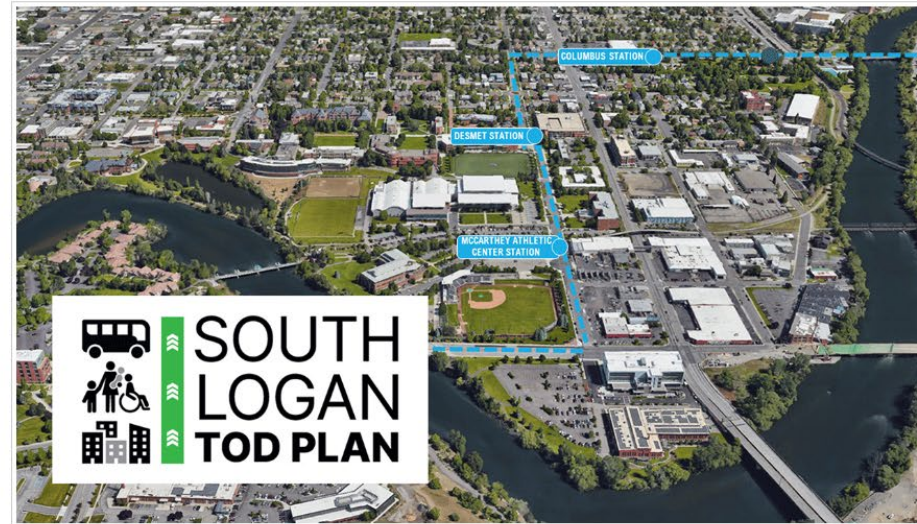 COLUMBUS STATION
DESMET STATION
MCCARTHEY ATHLETIC
CENTER STATION
SOUTH
LOGAN
TOD PLAN